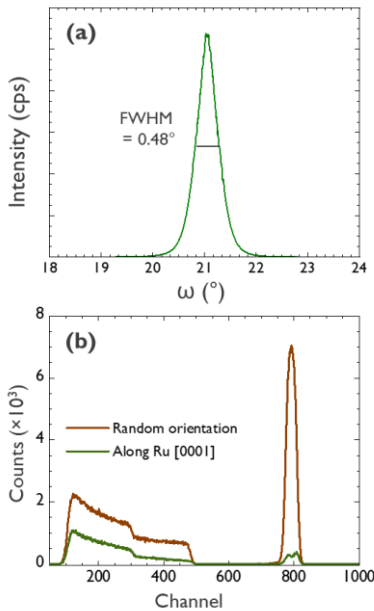 (a)
Intensity (cps)
FWHM
= 0.48°
18 19 20 21 22 23 24
ω (°)
(b)
8
6
4
2
0
Counts (×10³)
Random orientation
Along Ru [0001]
200 400 600 800 1000
Channel